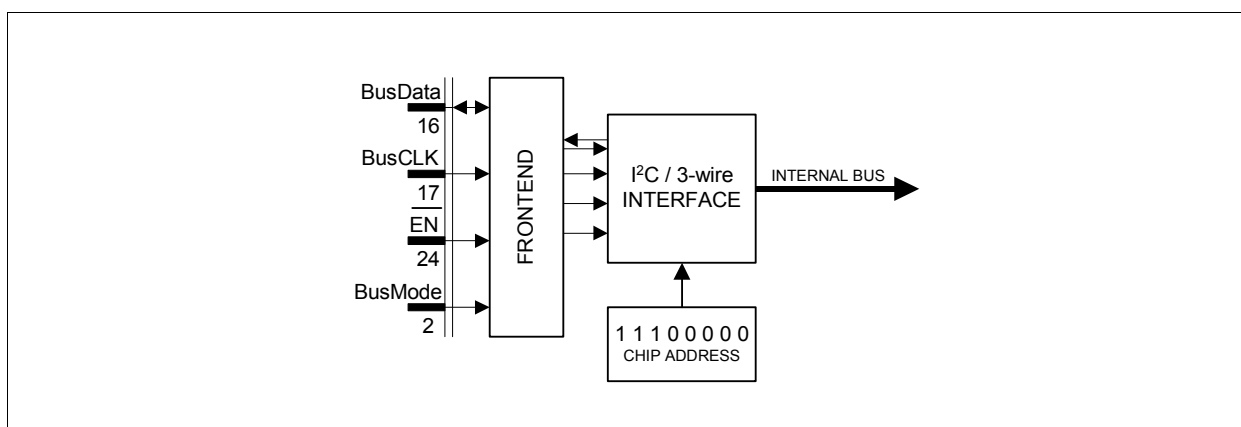 BusData
16
BusCLK
17
EN
24
BusMode
2
FRONTEND
I²C / 3-wire
INTERFACE
INTERNAL BUS
1 1 1 0 0 0 0 0
CHIP ADDRESS